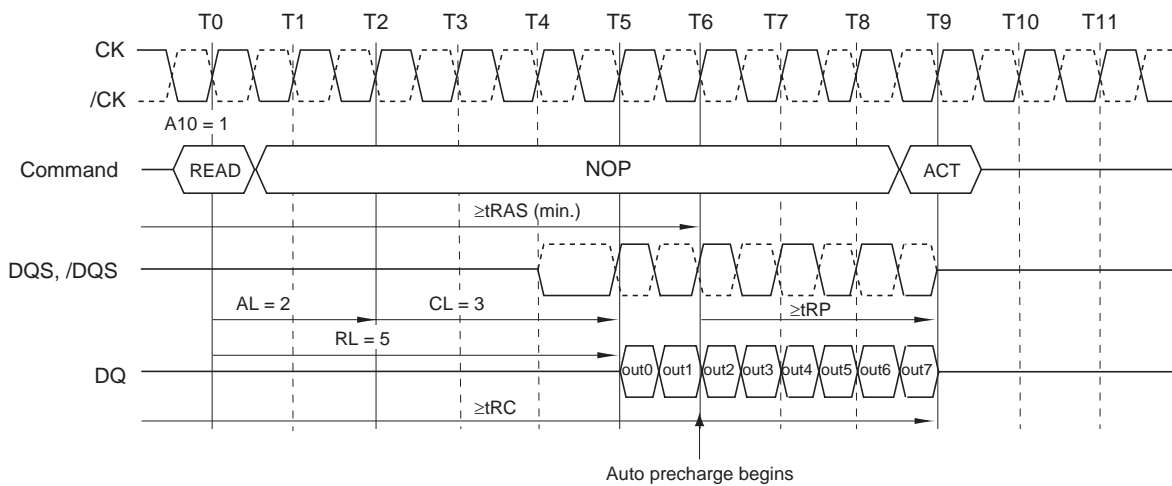 T0 T1 T2 T3 T4 T5 T6 T7 T8 T9 T10 T11
CK
/CK
A10 = 1
Command READ NOP ACT
≥tRAS (min.)
DQS, /DQS
AL = 2 CL = 3 ≥tRP
RL = 5
DQ out0 out1 out2 out3 out4 out5 out6 out7
≥tRC
Auto precharge begins